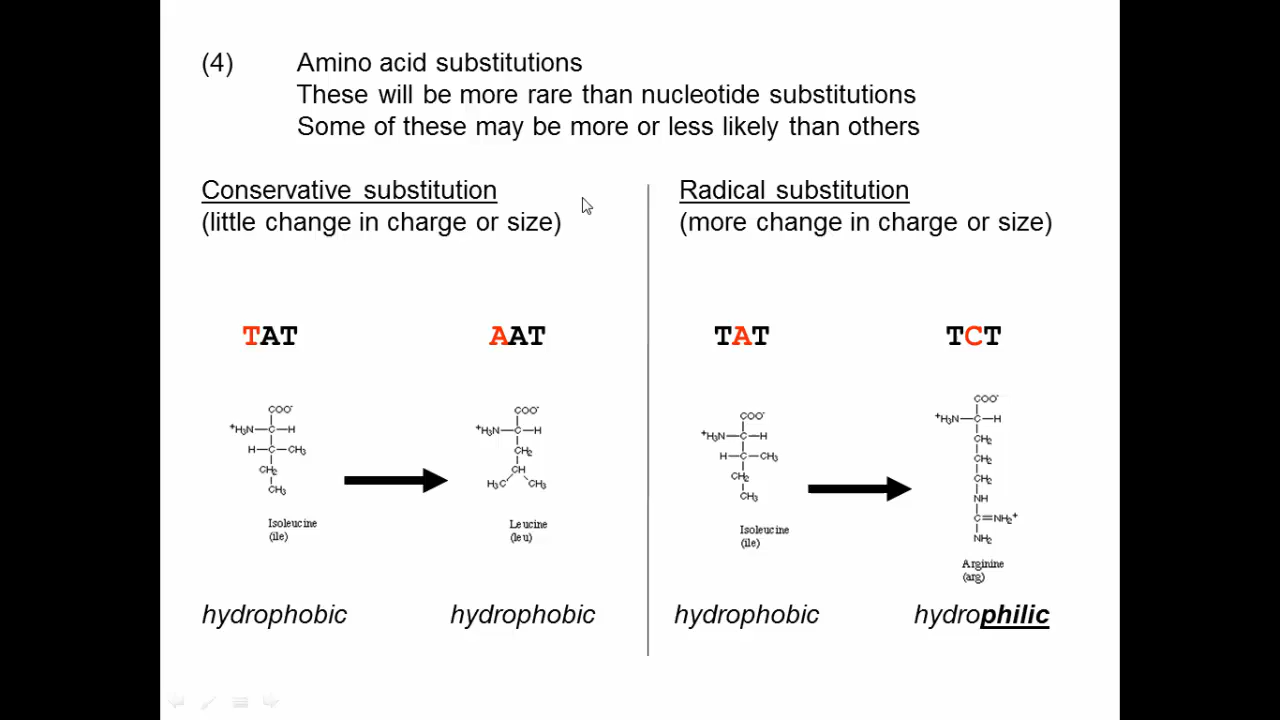 (4) Amino acid substitutions
These will be more rare than nucleotide substitutions
Some of these may be more or less likely than others
Conservative substitution
(little change in charge or size)
TAT AAT
COO⁻
⁺H₃N—C—H
H—C—CH₃
CH₂
CH₃
Isoleucine
(ile)
COO⁻
⁺H₃N—C—H
CH₂
CH
H₃C CH₃
Leucine
(leu)
hydrophobic hydrophobic
Radical substitution
(more change in charge or size)
TAT TCT
COO⁻
⁺H₃N—C—H
H—C—CH₃
CH₂
CH₃
Isoleucine
(ile)
COO⁻
⁺H₃N—C—H
CH₂
CH₂
CH₂
NH
C=NH₂⁺
NH₂
Arginine
(arg)
hydrophobic hydrophilic